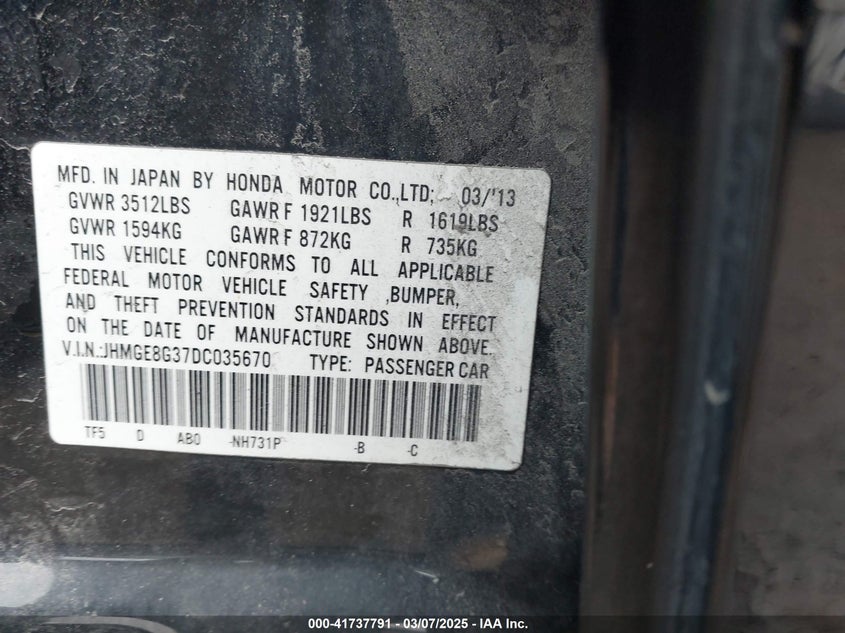 MFD. IN JAPAN BY HONDA MOTOR CO.,LTD; 03/'13
GVWR 3512LBS GAWR F 1921LBS R 1619LBS
GVWR 1594KG GAWR F 872KG R 735KG
THIS VEHICLE CONFORMS TO ALL APPLICABLE
FEDERAL MOTOR VEHICLE SAFETY ,BUMPER,
AND THEFT PREVENTION STANDARDS IN EFFECT
ON THE DATE OF MANUFACTURE SHOWN ABOVE.
V.I.N.:JHMGE8G37DC035670 TYPE: PASSENGER CAR
TF5 D AB0 -NH731P -B -C
000-41737791 - 03/07/2025 - IAA Inc.